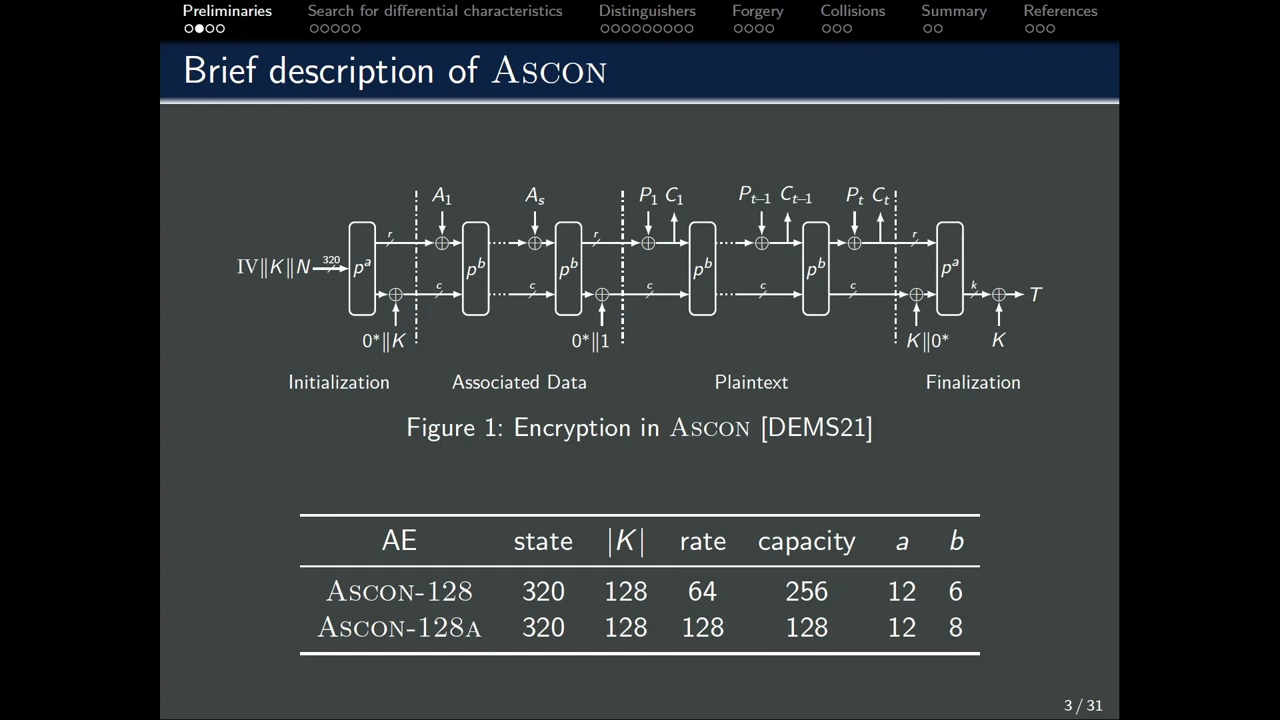 Preliminaries Search for differential characteristics Distinguishers Forgery Collisions Summary References
Brief description of ASCON
A1 As P1 C1 Pt−1 Ct−1 Pt Ct
r r r
IV‖K‖N 320 pa pb pb pb pb pa
c c c c c k T
0*‖K 0*‖1 K‖0* K
Initialization Associated Data Plaintext Finalization
Figure 1: Encryption in ASCON [DEMS21]
AE state |K| rate capacity a b
ASCON-128 320 128 64 256 12 6
ASCON-128A 320 128 128 128 12 8
3 / 31